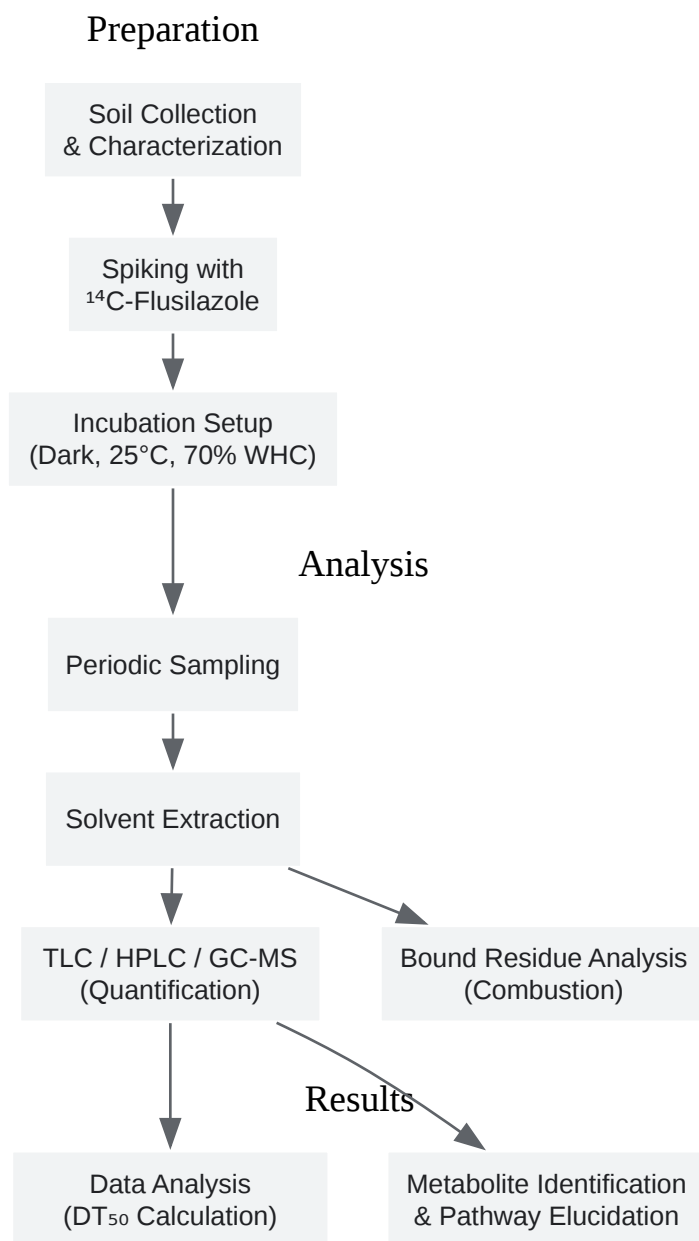 Preparation
Soil Collection
& Characterization
Spiking with
¹⁴C-Flusilazole
Incubation Setup
(Dark, 25°C, 70% WHC)
Analysis
Periodic Sampling
Solvent Extraction
TLC / HPLC / GC-MS
(Quantification)
Bound Residue Analysis
(Combustion)
Results
Data Analysis
(DT₅₀ Calculation)
Metabolite Identification
& Pathway Elucidation